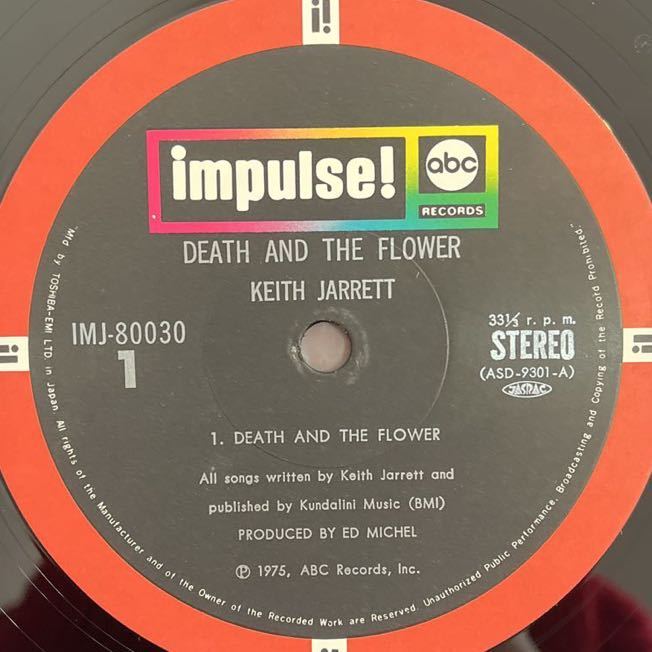 i!
impulse!
abc
RECORDS
DEATH AND THE FLOWER
KEITH JARRETT
IMJ-80030
1
33⅓ r. p. m.
STEREO
(ASD-9301-A)
JASRAC
i!
i!
1. DEATH AND THE FLOWER
All songs written by Keith Jarrett and
published by Kundalini Music (BMI)
PRODUCED BY ED MICHEL
Ⓟ 1975, ABC Records, Inc.
"Mfd by TOSHIBA-EMI LTD. in Japan. All rights of the Manufacturer and of the Owner of the Recorded Work are Reserved. Unauthorized Public Performance, Broadcasting and Copying of the Record Prohibited."
i!